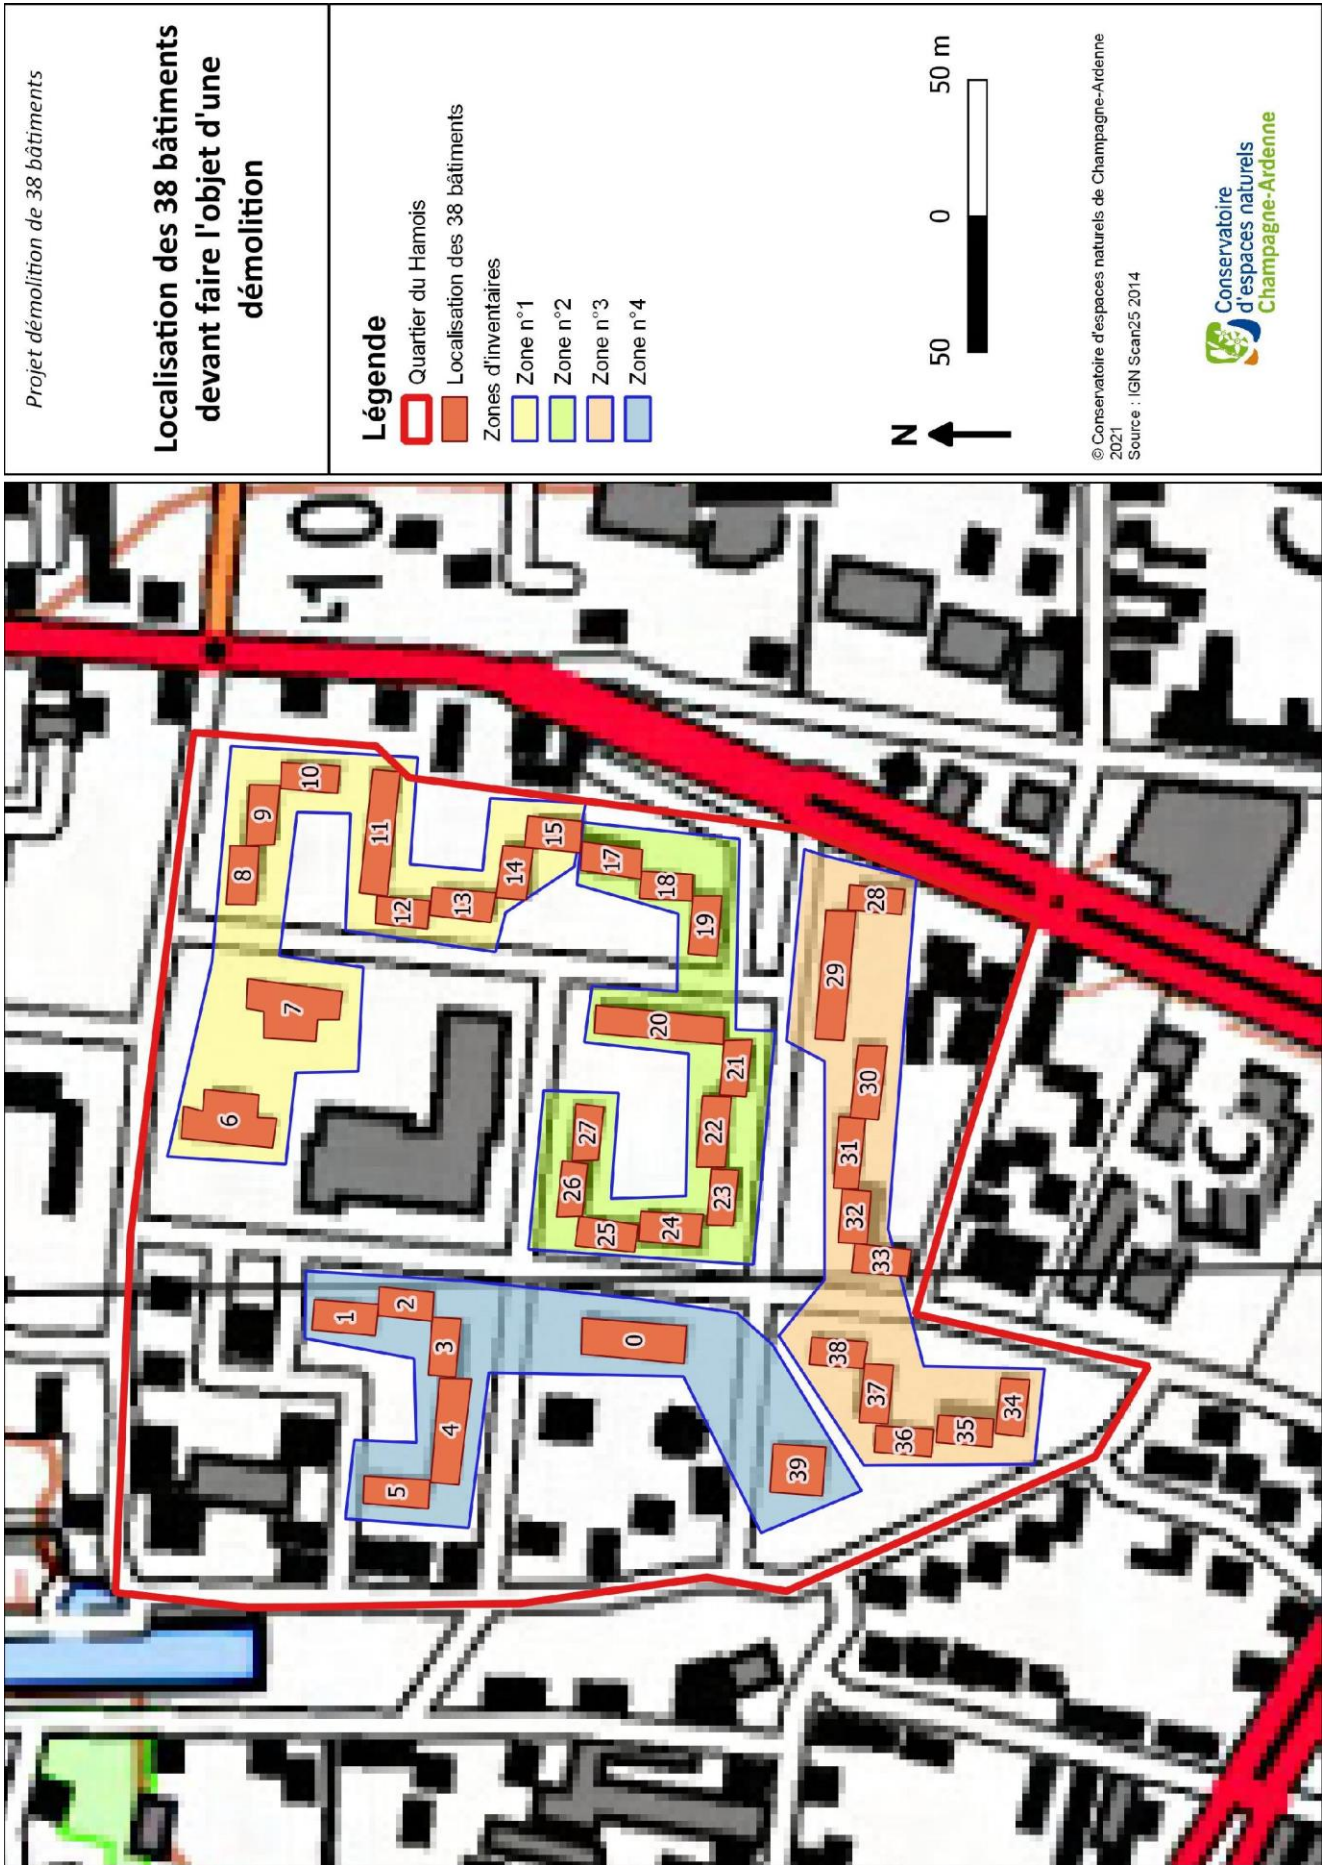 Projet démolition de 38 bâtiments
Localisation des 38 bâtiments
devant faire l'objet d'une
démolition
Légende
Quartier du Hamois
Localisation des 38 bâtiments
Zones d'inventaires
Zone n°1
Zone n°2
Zone n°3
Zone n°4
N
50
0
50 m
© Conservatoire d'espaces naturels de Champagne-Ardenne
2021
Source : IGN Scan25 2014
Conservatoire
d'espaces naturels
Champagne-Ardenne
1
2
3
4
5
0
39
6
7
8
9
10
11
12
13
14
15
17
18
19
20
21
22
23
24
25
26
27
28
29
30
31
32
33
38
37
36
35
34